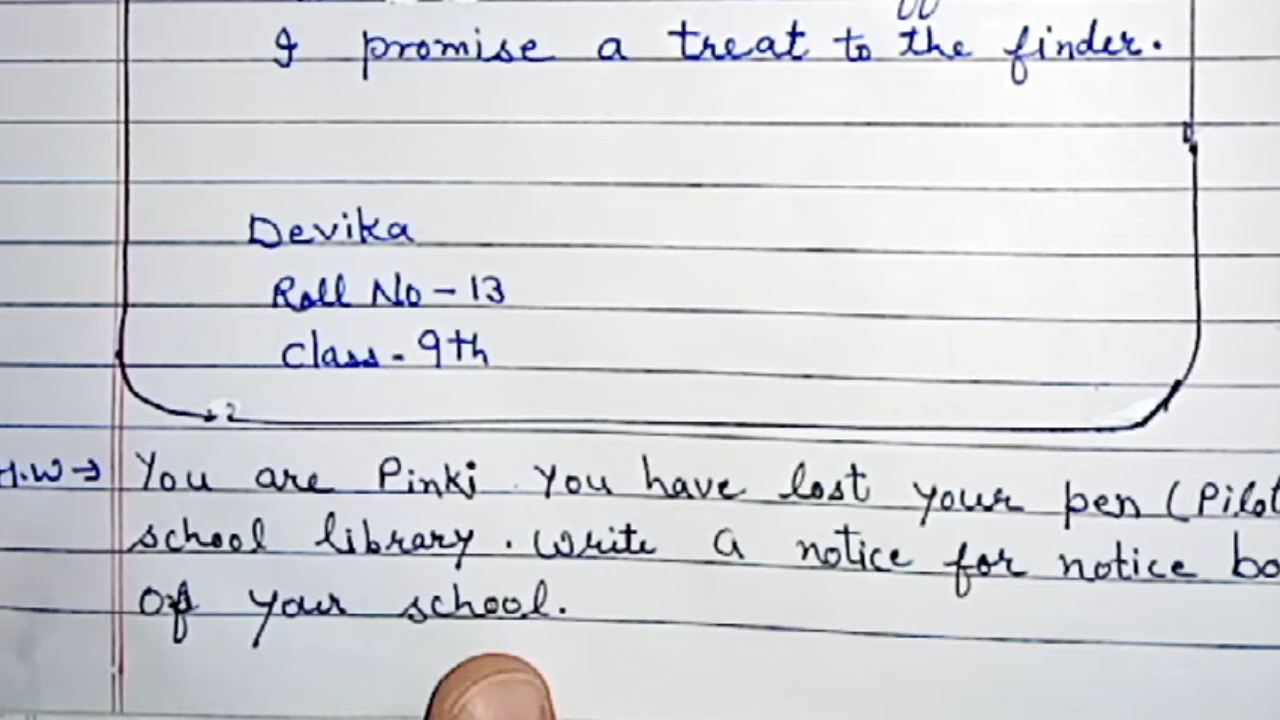 I promise a treat to the finder.
Devika
Roll No - 13
Class - 9th
H.W → You are Pinki. You have lost your pen (Pilot
school library. Write a notice for notice bo
of your school.